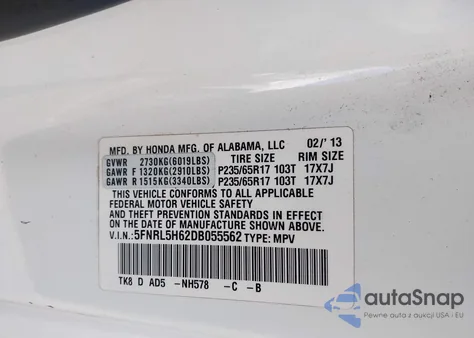 MFD. BY HONDA MFG. OF ALABAMA, LLC 02/'13
GVWR 2730KG(6019LBS) TIRE SIZE RIM SIZE
GAWR F 1320KG(2910LBS) P235/65R17 103T 17X7J
GAWR R 1515KG(3340LBS) P235/65R17 103T 17X7J
THIS VEHICLE CONFORMS TO ALL APPLICABLE
FEDERAL MOTOR VEHICLE SAFETY STANDARDS IN EFFECT
ON THE DATE OF MANUFACTURE SHOWN ABOVE.
V.I.N.: 5FNRL5H62DB055562 TYPE: MPV
TK8 D AD5 -NH578 -C -B
autoSnap
Pewne auta z aukcji USA i EU